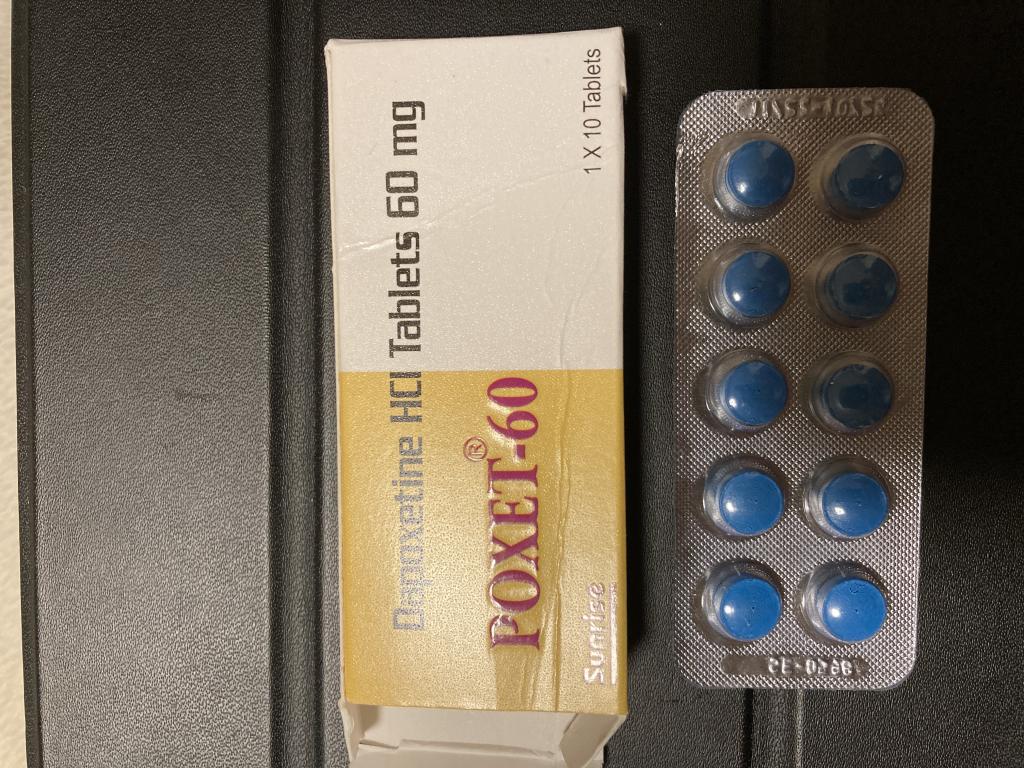 Dapoxetine HCl Tablets 60 mg
POXET®-60
Sunrise
1 X 10 Tablets